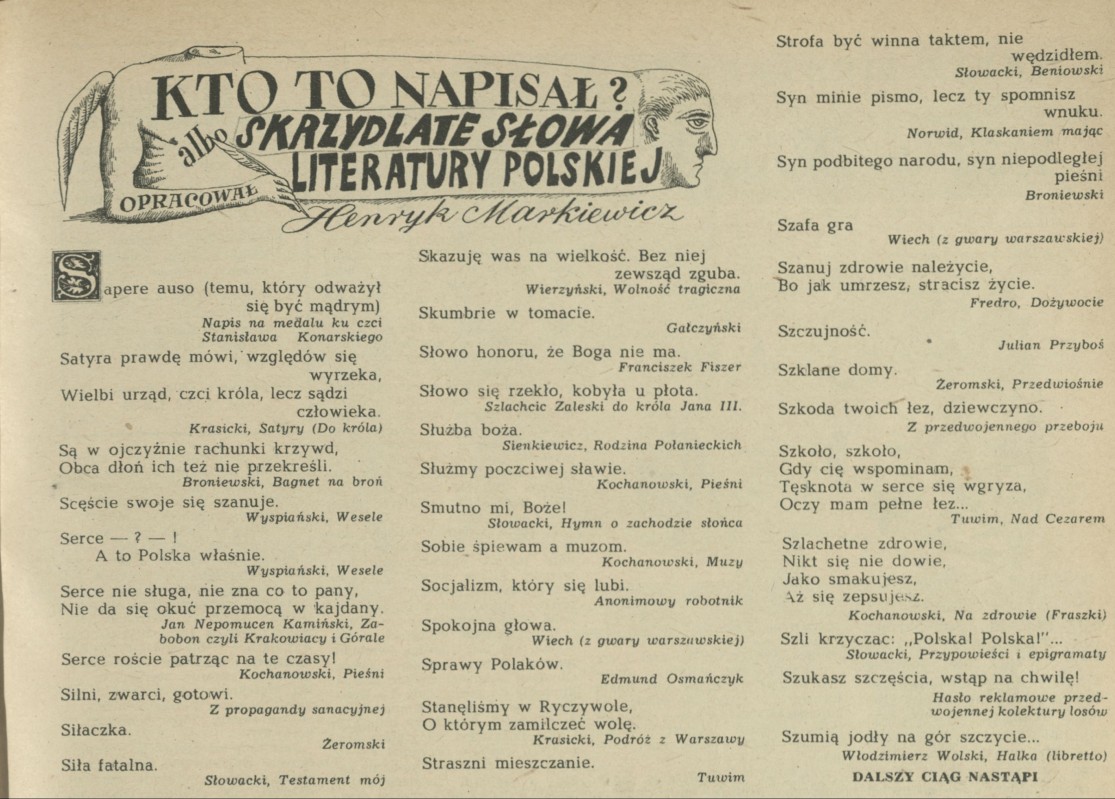 KTO TO NAPISAŁ?
albo SKRZYDLATE SŁOWA
LITERATURY POLSKIEJ
OPRACOWAŁ
Henryk Markiewicz
Sapere auso (temu, który odważył
się być mądrym)
Napis na medalu ku czci
Stanisława Konarskiego
Satyra prawdę mówi, względów się
wyrzeka,
Wielbi urząd, czci króla, lecz sądzi
człowieka.
Krasicki, Satyry (Do króla)
Są w ojczyźnie rachunki krzywd,
Obca dłoń ich też nie przekreśli.
Broniewski, Bagnet na broń
Scęście swoje się szanuje.
Wyspiański, Wesele
Serce — ? — !
A to Polska właśnie.
Wyspiański, Wesele
Serce nie sługa, nie zna co to pany,
Nie da się okuć przemocą w kajdany.
Jan Nepomucen Kamiński, Za-
bobon czyli Krakowiacy i Górale
Serce roście patrząc na te czasy!
Kochanowski, Pieśni
Silni, zwarci, gotowi.
Z propagandy sanacyjnej
Siłaczka.
Żeromski
Siła fatalna.
Słowacki, Testament mój
Skazuję was na wielkość. Bez niej
zewsząd zguba.
Wierzyński, Wolność tragiczna
Skumbrie w tomacie.
Gałczyński
Słowo honoru, że Boga nie ma.
Franciszek Fiszer
Słowo się rzekło, kobyła u płota.
Szlachcic Zaleski do króla Jana III.
Służba boża.
Sienkiewicz, Rodzina Połanieckich
Służmy poczciwej sławie.
Kochanowski, Pieśni
Smutno mi, Boże!
Słowacki, Hymn o zachodzie słońca
Sobie śpiewam a muzom.
Kochanowski, Muzy
Socjalizm, który się lubi.
Anonimowy robotnik
Spokojna głowa.
Wiech (z gwary warszawskiej)
Sprawy Polaków.
Edmund Osmańczyk
Stanęliśmy w Ryczywole,
O którym zamilczeć wolę.
Krasicki, Podróż z Warszawy
Straszni mieszczanie.
Tuwim
Strofa być winna taktem, nie
wędzidłem.
Słowacki, Beniowski
Syn minie pismo, lecz ty spomnisz
wnuku.
Norwid, Klaskaniem mając
Syn podbitego narodu, syn niepodległej
pieśni
Broniewski
Szafa gra
Wiech (z gwary warszawskiej)
Szanuj zdrowie należycie,
Bo jak umrzesz, stracisz życie.
Fredro, Dożywocie
Szczujność.
Julian Przyboś
Szklane domy.
Żeromski, Przedwiośnie
Szkoda twoich łez, dziewczyno.
Z przedwojennego przeboju
Szkoło, szkoło,
Gdy cię wspominam,
Tęsknota w serce się wgryza,
Oczy mam pełne łez...
Tuwim, Nad Cezarem
Szlachetne zdrowie,
Nikt się nie dowie,
Jako smakujesz,
Aż się zepsujesz.
Kochanowski, Na zdrowie (Fraszki)
Szli krzycząc: „Polska! Polska!"...
Słowacki, Przypowieści i epigramaty
Szukasz szczęścia, wstąp na chwilę!
Hasło reklamowe przed-
wojennej kolektury losów
Szumią jodły na gór szczycie...
Włodzimierz Wolski, Halka (libretto)
DALSZY CIĄG NASTĄPI